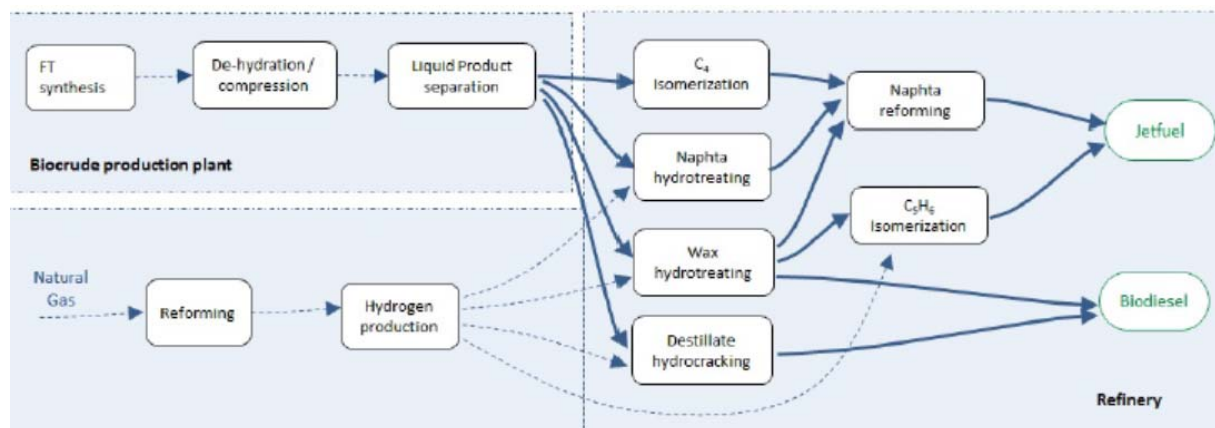 FT
synthesis
De-hydration /
compression
Liquid Product
separation
Biocrude production plant
C₄
Isomerization
Naphta
reforming
Jetfuel
Naphta
hydrotreating
C₅H₆
Isomerization
Wax
hydrotreating
Natural
Gas
Reforming
Hydrogen
production
Biodiesel
Destillate
hydrocracking
Refinery